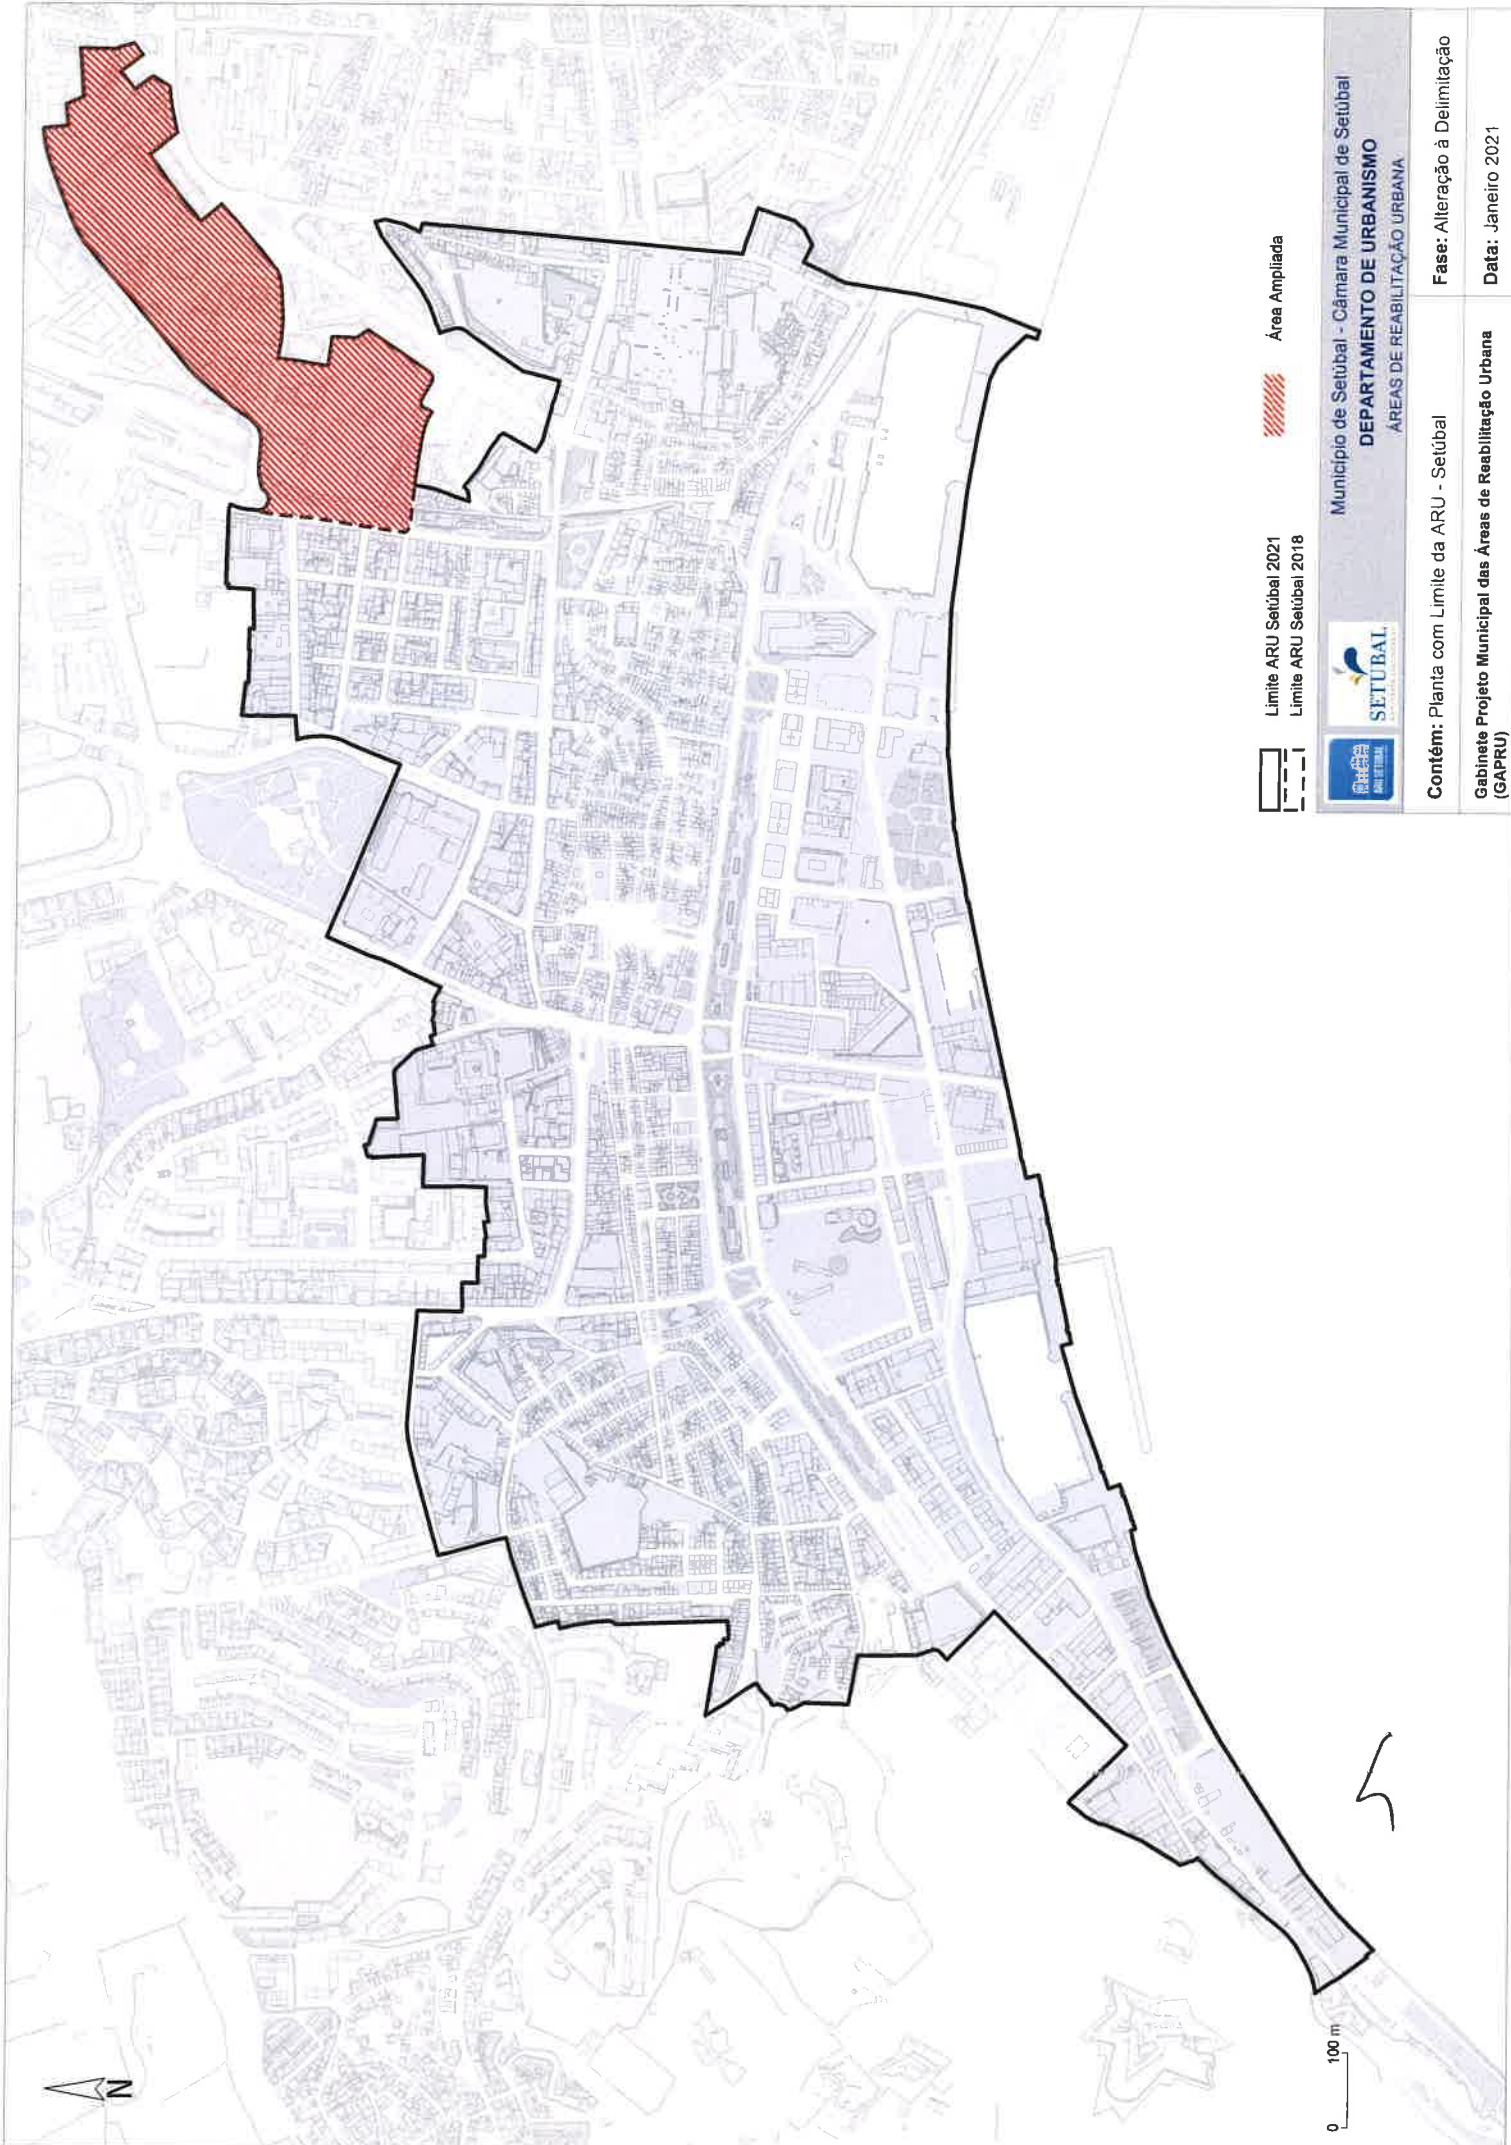 N
0 100 m
Limite ARU Setúbal 2021
Limite ARU Setúbal 2018
Área Ampliada
ARU SETÚBAL
SETÚBAL
Município de Setúbal - Câmara Municipal de Setúbal
DEPARTAMENTO DE URBANISMO
ÁREAS DE REABILITAÇÃO URBANA
Contém: Planta com Limite da ARU - Setúbal
Fase: Alteração à Delimitação
Gabinete Projeto Municipal das Áreas de Reabilitação Urbana
(GAPRU)
Data: Janeiro 2021